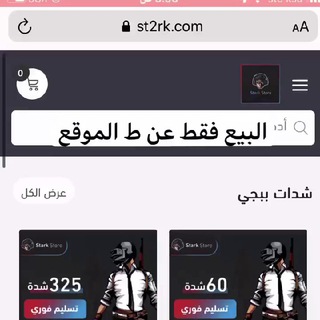 st2rk.com
AA
0
Stark Store
البيع فقط عن ط الموقع
شدات ببجي
عرض الكل
Stark Store
Stark Store
60 شدة
325 شدة
تسليم فوري
تسليم فوري